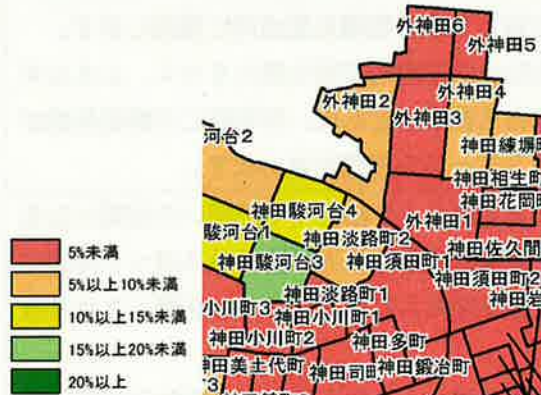 外神田6
外神田5
外神田2
外神田4
外神田3
河台2
神田練塀町
神田相生町
神田花岡町
神田駿河台4
外神田1
駿河台1
神田淡路町2
神田佐久間
神田駿河台3
神田須田町1
神田須田町2
神田淡路町1
神田岩
小川町3
神田小川町1
神田小川町2
神田多町
神田美土代町
神田司町
神田鍛冶町
5%未満
5%以上10%未満
10%以上15%未満
15%以上20%未満
20%以上